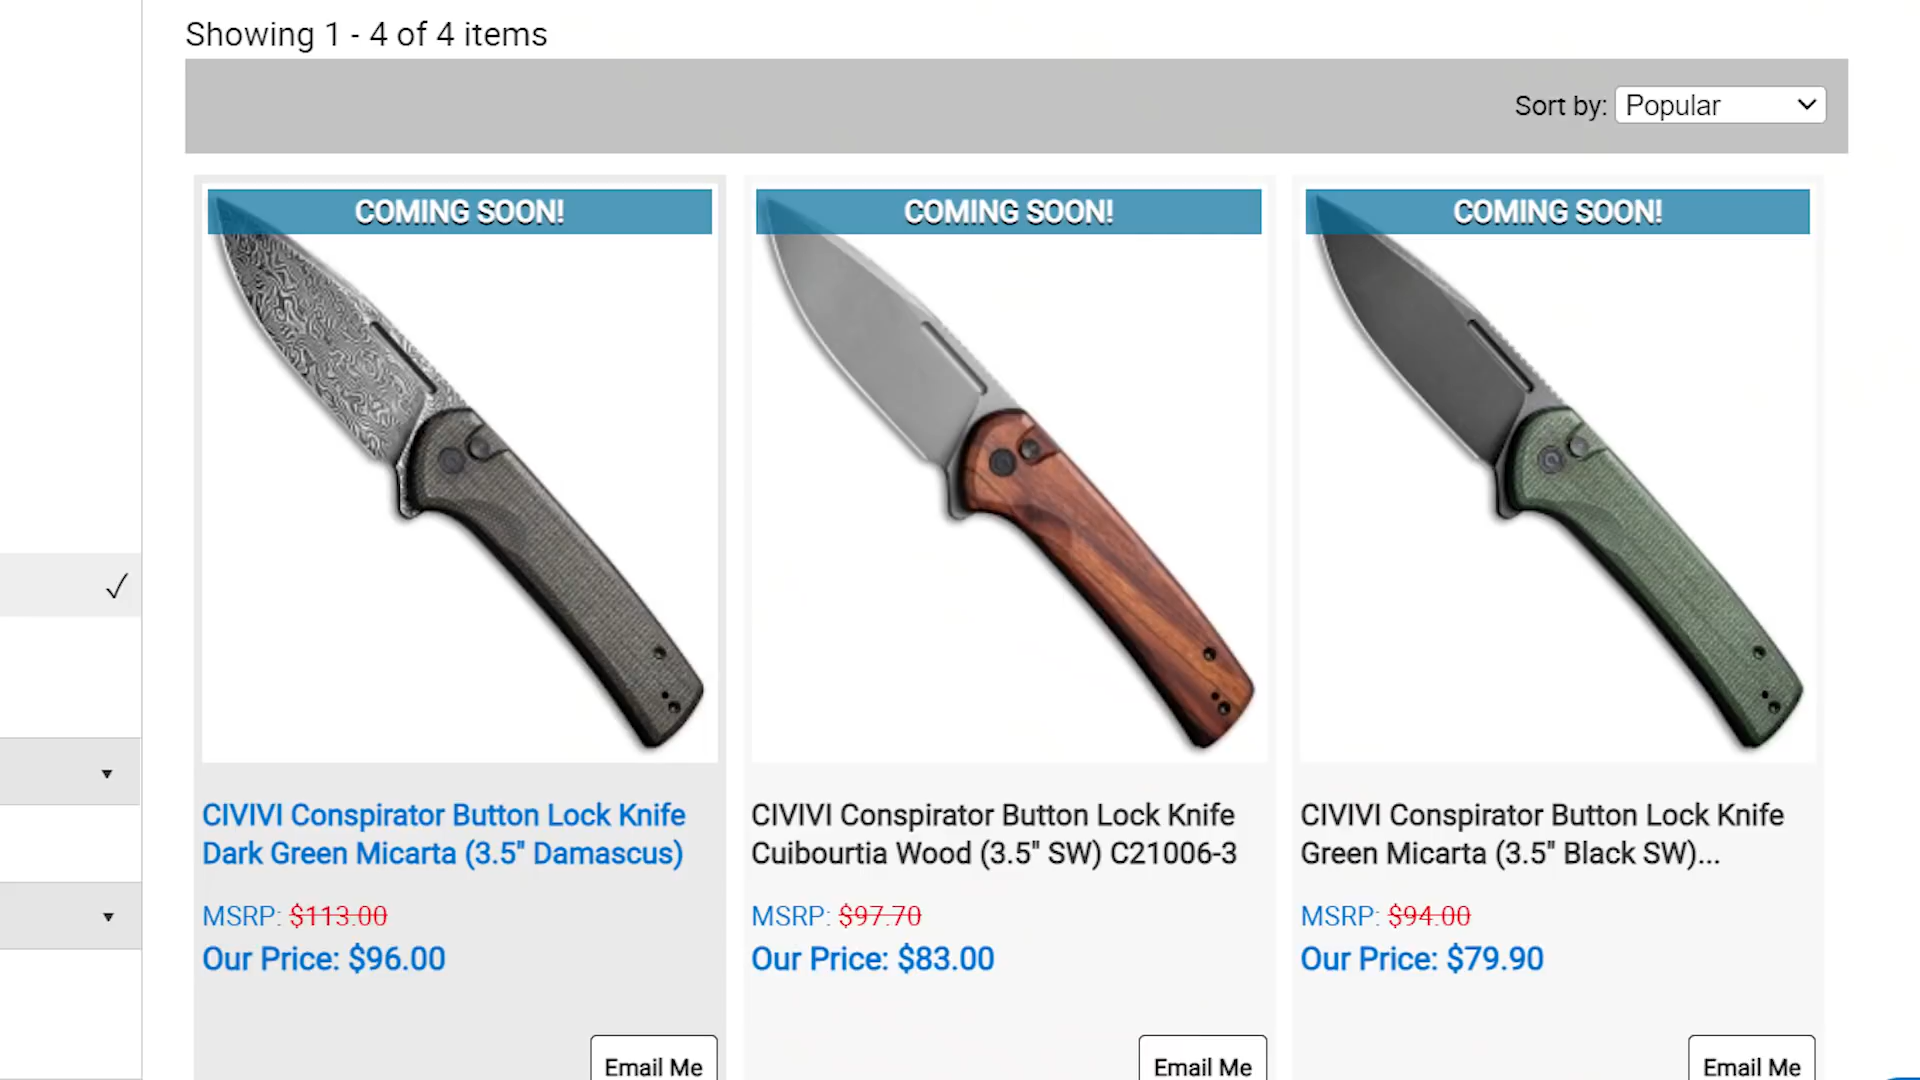 Showing 1 - 4 of 4 items
Sort by: Popular
COMING SOON!
COMING SOON!
COMING SOON!
CIVIVI Conspirator Button Lock Knife
Dark Green Micarta (3.5" Damascus)
MSRP: $113.00
Our Price: $96.00
Email Me
CIVIVI Conspirator Button Lock Knife
Cuibourtia Wood (3.5" SW) C21006-3
MSRP: $97.70
Our Price: $83.00
Email Me
CIVIVI Conspirator Button Lock Knife
Green Micarta (3.5" Black SW)...
MSRP: $94.00
Our Price: $79.90
Email Me